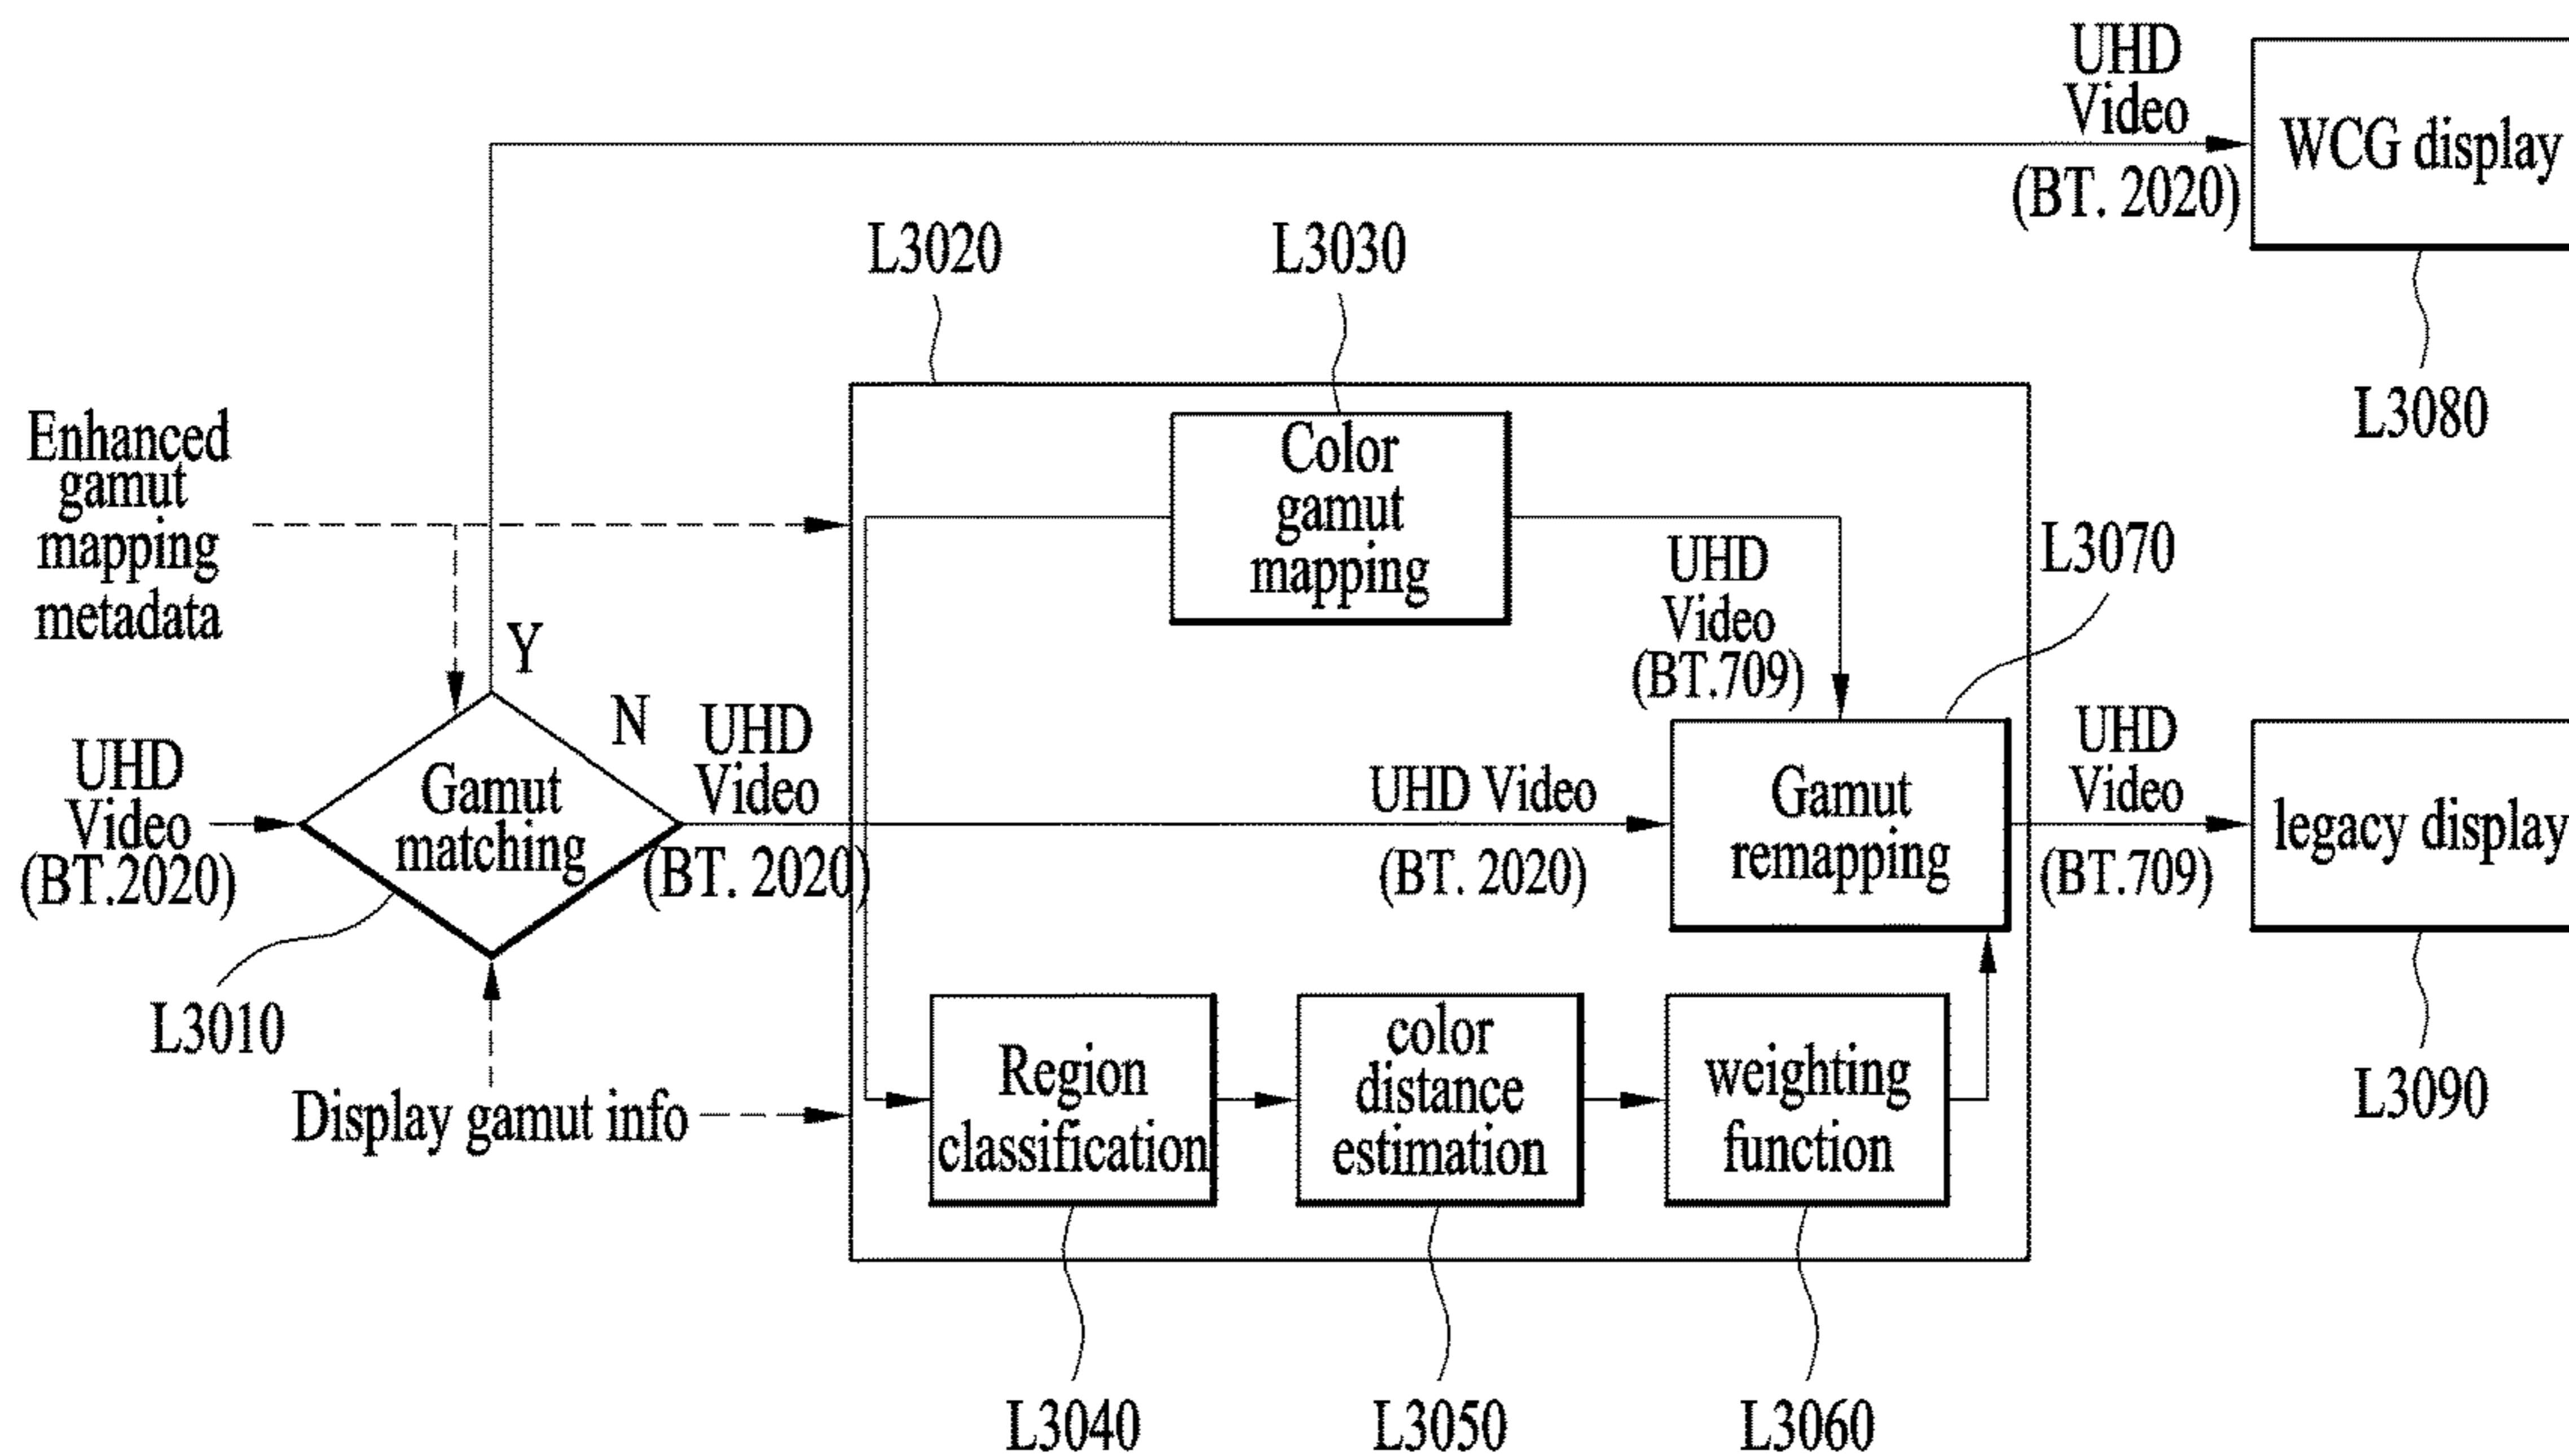 UHD
Video
(BT. 2020)
WCG display
L3080
L3020
L3030
Enhanced
gamut
mapping
metadata
Color
gamut
mapping
UHD
Video
(BT.709)
L3070
Y
N
UHD
Video
(BT.2020)
Gamut
matching
UHD
Video
(BT. 2020)
UHD Video
(BT. 2020)
Gamut
remapping
UHD
Video
(BT.709)
legacy display
L3010
Display gamut info
Region
classification
color
distance
estimation
weighting
function
L3090
L3040
L3050
L3060